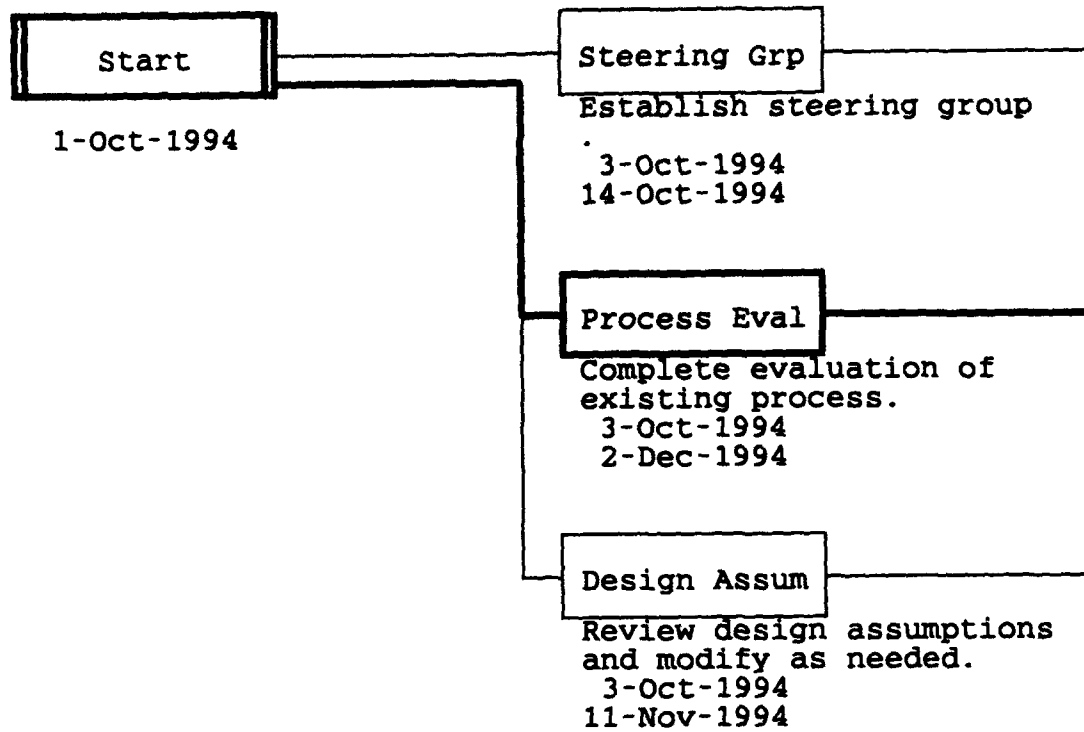 Start
1-Oct-1994
Steering Grp
Establish steering group
.
3-Oct-1994
14-Oct-1994
Process Eval
Complete evaluation of
existing process.
3-Oct-1994
2-Dec-1994
Design Assum
Review design assumptions
and modify as needed.
3-Oct-1994
11-Nov-1994